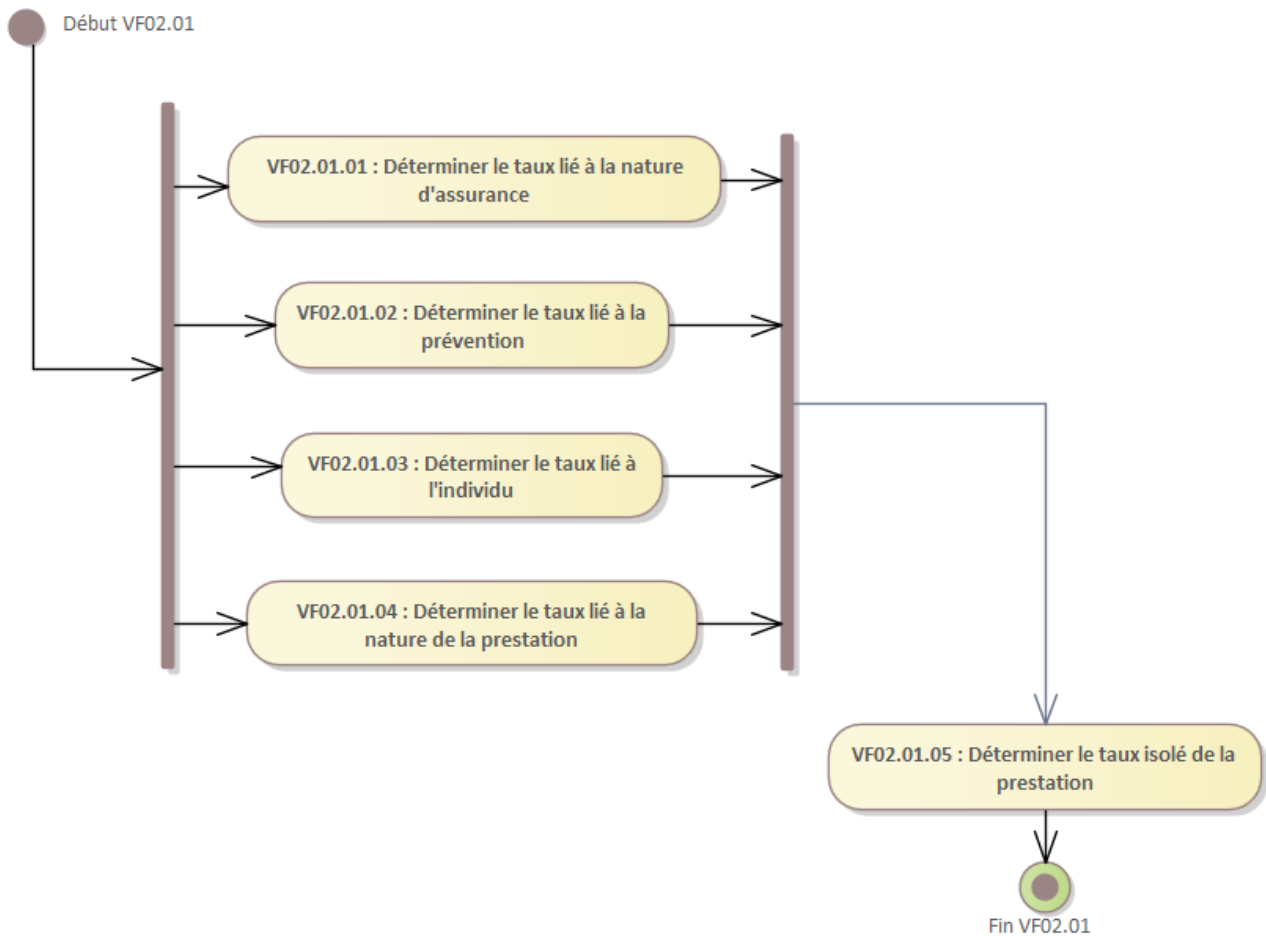 Début VF02.01
VF02.01.01 : Déterminer le taux lié à la nature
d'assurance
VF02.01.02 : Déterminer le taux lié à la
prévention
VF02.01.03 : Déterminer le taux lié à
l'individu
VF02.01.04 : Déterminer le taux lié à la
nature de la prestation
VF02.01.05 : Déterminer le taux isolé de la
prestation
Fin VF02.01